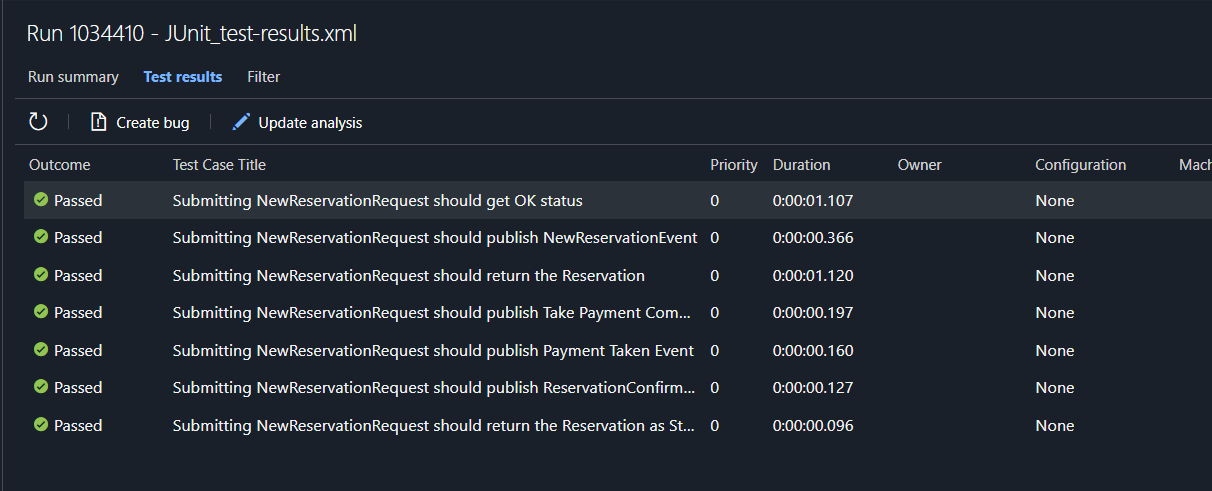 Run 1034410 - JUnit_test-results.xml
Run summary Test results Filter
Create bug Update analysis
Outcome Test Case Title Priority Duration Owner Configuration Mach
Passed Submitting NewReservationRequest should get OK status 0 0:00:01.107 None
Passed Submitting NewReservationRequest should publish NewReservationEvent 0 0:00:00.366 None
Passed Submitting NewReservationRequest should return the Reservation 0 0:00:01.120 None
Passed Submitting NewReservationRequest should publish Take Payment Com... 0 0:00:00.197 None
Passed Submitting NewReservationRequest should publish Payment Taken Event 0 0:00:00.160 None
Passed Submitting NewReservationRequest should publish ReservationConfirm... 0 0:00:00.127 None
Passed Submitting NewReservationRequest should return the Reservation as St... 0 0:00:00.096 None